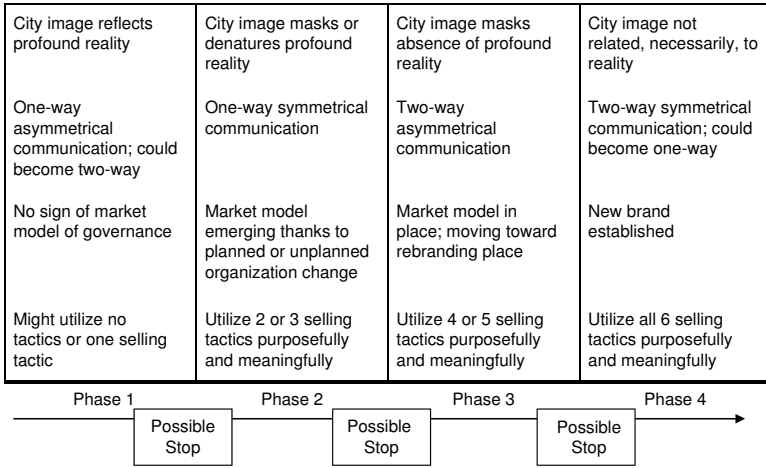 City image reflects
profound reality
One-way
asymmetrical
communication; could
become two-way
No sign of market
model of governance
Might utilize no
tactics or one selling
tactic
City image masks or
denatures profound
reality
One-way symmetrical
communication
Market model
emerging thanks to
planned or unplanned
organization change
Utilize 2 or 3 selling
tactics purposefully
and meaningfully
City image masks
absence of profound
reality
Two-way
asymmetrical
communication
Market model in
place; moving toward
rebranding place
Utilize 4 or 5 selling
tactics purposefully
and meaningfully
City image not
related, necessarily, to
reality
Two-way symmetrical
communication; could
become one-way
New brand
established
Utilize all 6 selling
tactics purposefully
and meaningfully
Phase 1
Possible
Stop
Phase 2
Possible
Stop
Phase 3
Possible
Stop
Phase 4